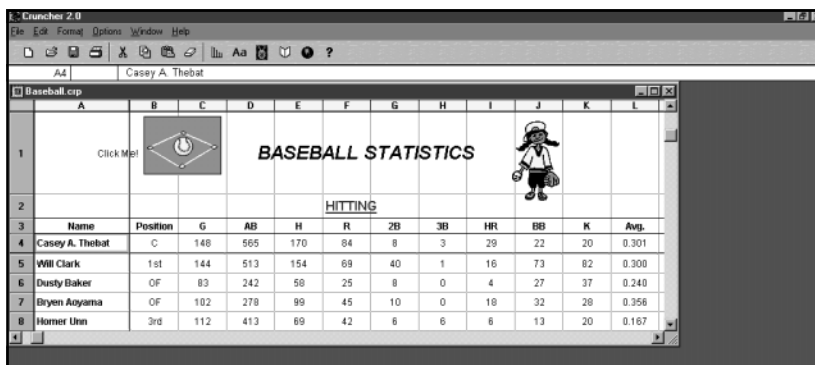 Cruncher 2.0
File Edit Format Options Window Help
Aa ?
A4 Casey A. Thebat
Baseball.crp
A B C D E F G H I J K L
1 Click Me! BASEBALL STATISTICS
2 HITTING
3 Name Position G AB H R 2B 3B HR BB K Avg.
4 Casey A. Thebat C 148 565 170 84 8 3 29 22 20 0.301
5 Will Clark 1st 144 513 154 69 40 1 16 73 82 0.300
6 Dusty Baker OF 83 242 58 25 8 0 4 27 37 0.240
7 Bryen Aoyama OF 102 278 99 45 10 0 18 32 28 0.356
8 Homer Unn 3rd 112 413 69 42 6 6 6 13 20 0.167